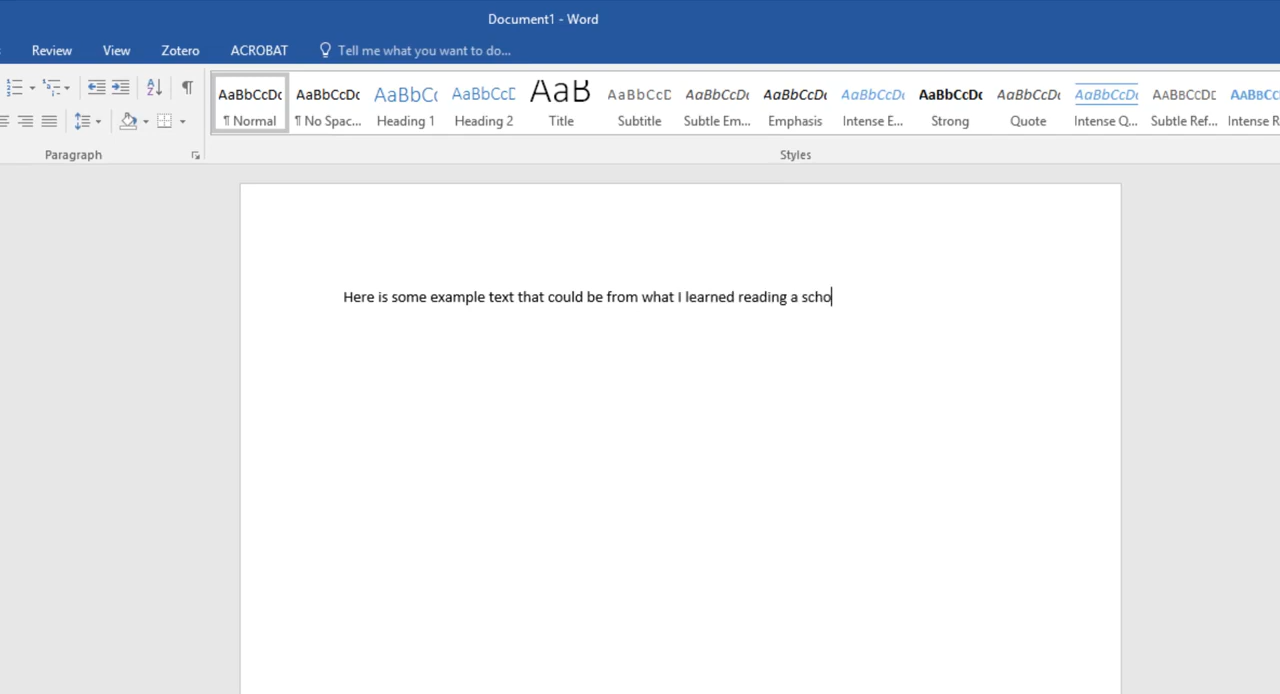 Document1 - Word
Review View Zotero ACROBAT Tell me what you want to do...
AaBbCcDc AaBbCcDc AaBbCc AaBbCcD AaB AaBbCcD AaBbCcDc AaBbCcDc AaBbCcDc AaBbCcDc AaBbCcDc AaBbCcDc AABBCCDD AABBCC
¶ Normal ¶ No Spac... Heading 1 Heading 2 Title Subtitle Subtle Em... Emphasis Intense E... Strong Quote Intense Q... Subtle Ref... Intense R
Paragraph Styles
Here is some example text that could be from what I learned reading a scho